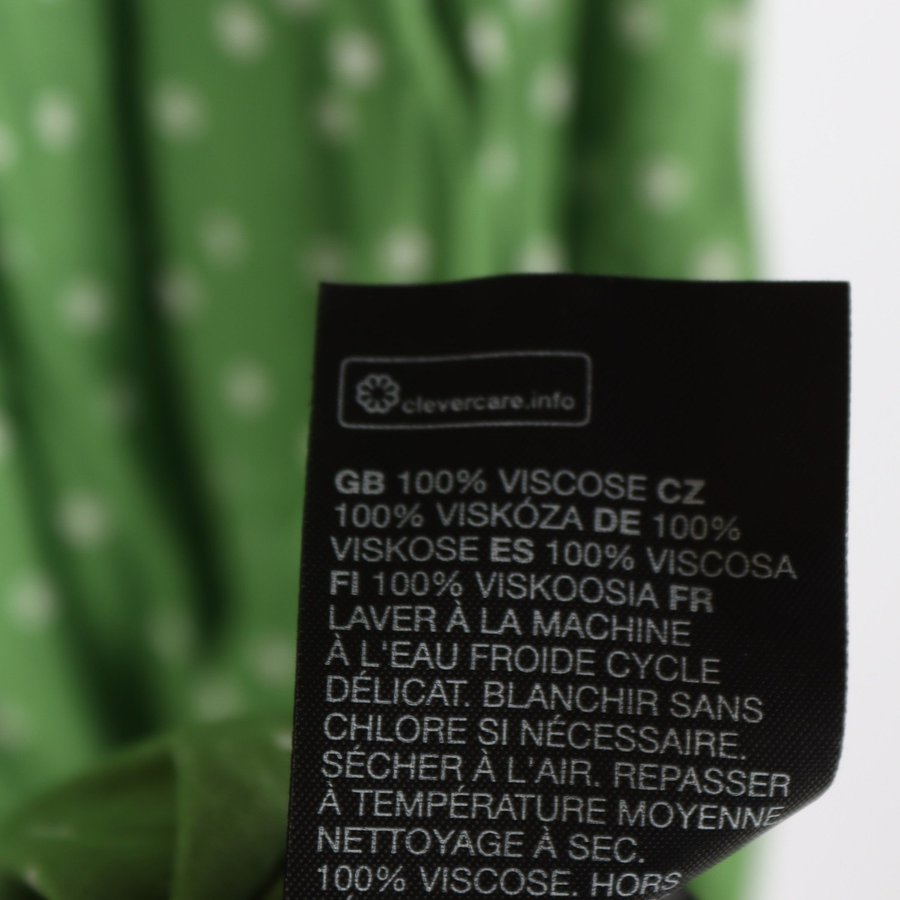 clevercare.info
GB 100% VISCOSE CZ
100% VISKÓZA DE 100%
VISKOSE ES 100% VISCOSA
FI 100% VISKOOSIA FR
LAVER À LA MACHINE
À L'EAU FROIDE CYCLE
DÉLICAT. BLANCHIR SANS
CHLORE SI NÉCESSAIRE.
SÉCHER À L'AIR. REPASSER
À TEMPÉRATURE MOYENNE
NETTOYAGE À SEC.
100% VISCOSE. HORS